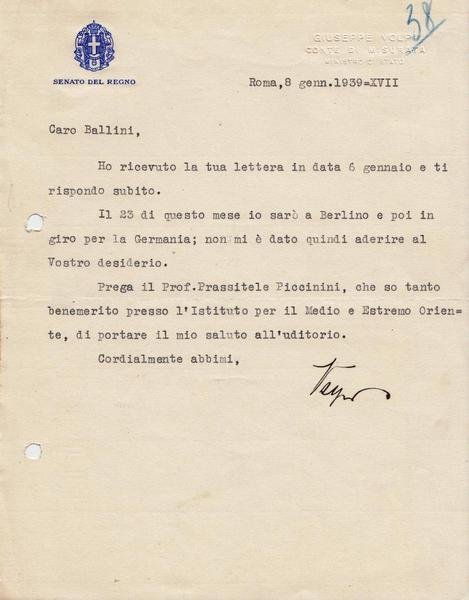 38
GIUSEPPE VOLPI
CONTE DI MISURATA
MINISTRO DI STATO
SENATO DEL REGNO
Roma,8 genn.1939=XVII
Caro Ballini,
Ho ricevuto la tua lettera in data 6 gennaio e ti
rispondo subito.
Il 23 di questo mese io sarò a Berlino e poi in
giro per la Germania; non mi è dato quindi aderire al
Vostro desiderio.
Prega il Prof.Prassitele Piccinini, che so tanto
benemerito presso l'Istituto per il Medio e Estremo Orien=
te, di portare il mio saluto all'uditorio.
Cordialmente abbimi,